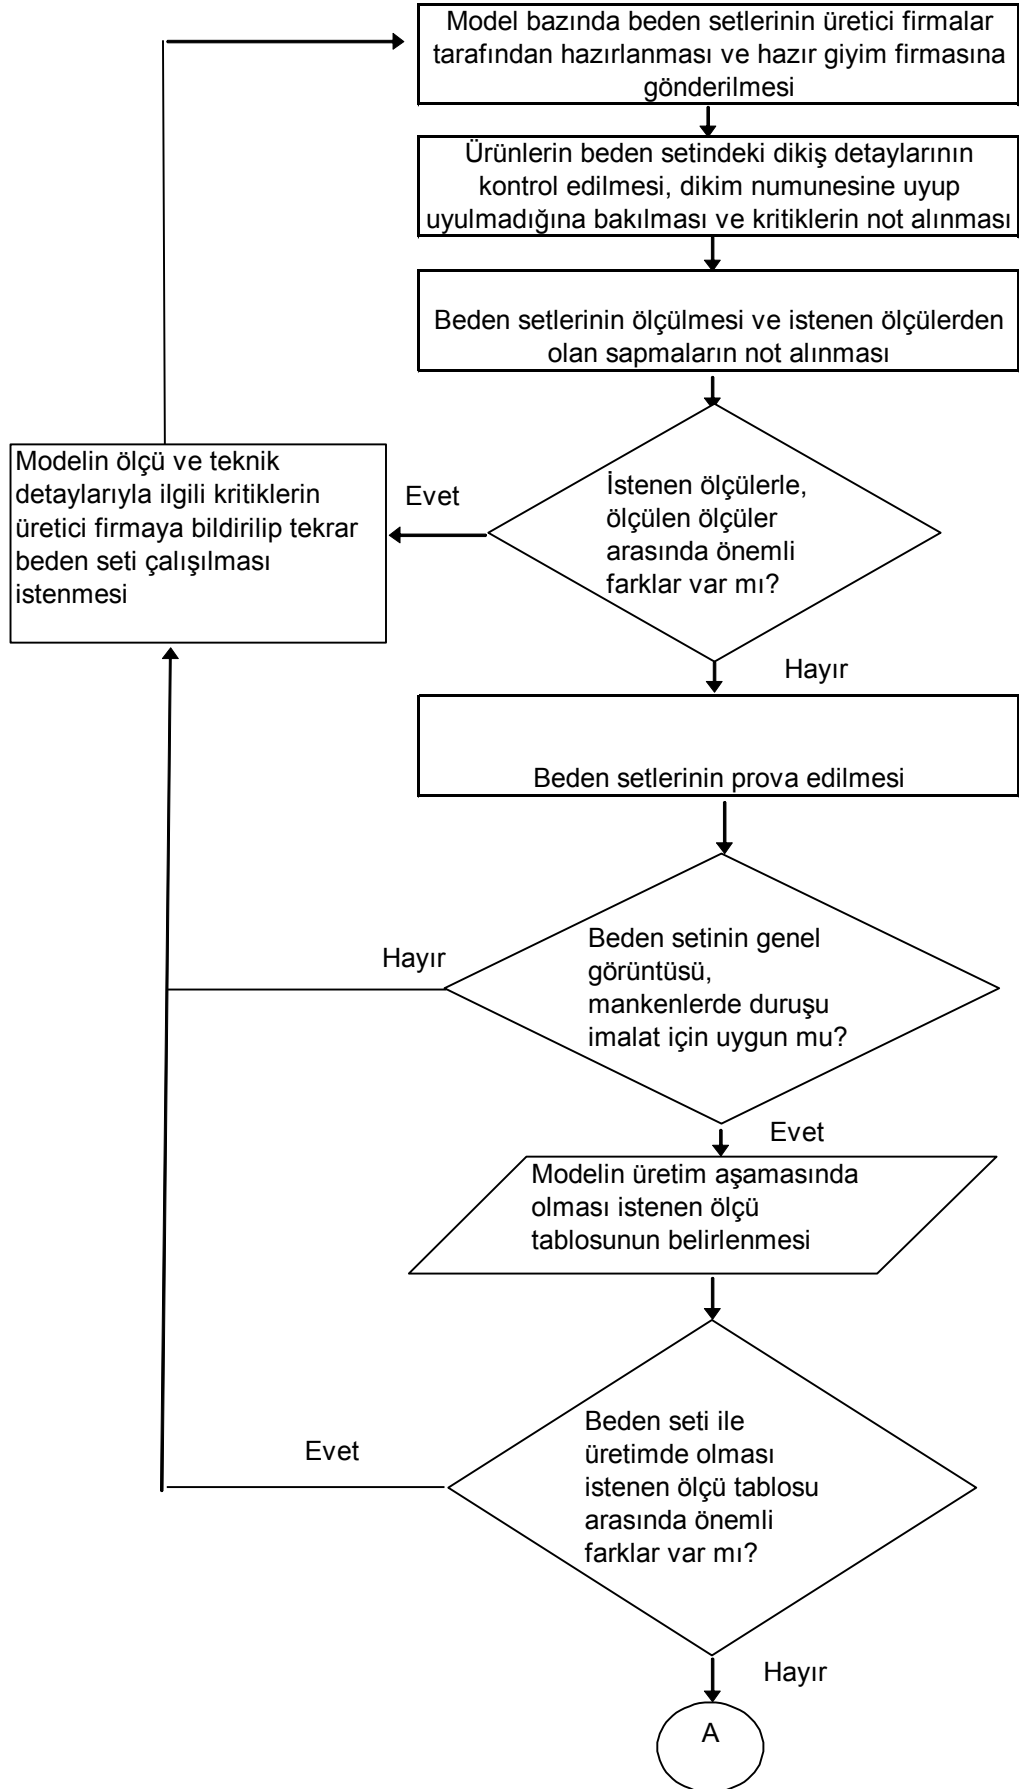 Model bazında beden setlerinin üretici firmalar
tarafından hazırlanması ve hazır giyim firmasına
gönderilmesi
Ürünlerin beden setindeki dikiş detaylarının
kontrol edilmesi, dikim numunesine uyup
uyulmadığına bakılması ve kritiklerin not alınması
Beden setlerinin ölçülmesi ve istenen ölçülerden
olan sapmaların not alınması
Modelin ölçü ve teknik
detaylarıyla ilgili kritiklerin
üretici firmaya bildirilip tekrar
beden seti çalışılması
istenmesi
Evet
İstenen ölçülerle,
ölçülen ölçüler
arasında önemli
farklar var mı?
Hayır
Beden setlerinin prova edilmesi
Hayır
Beden setinin genel
görüntüsü,
mankenlerde duruşu
imalat için uygun mu?
Evet
Modelin üretim aşamasında
olması istenen ölçü
tablosunun belirlenmesi
Evet
Beden seti ile
üretimde olması
istenen ölçü tablosu
arasında önemli
farklar var mı?
Hayır
A